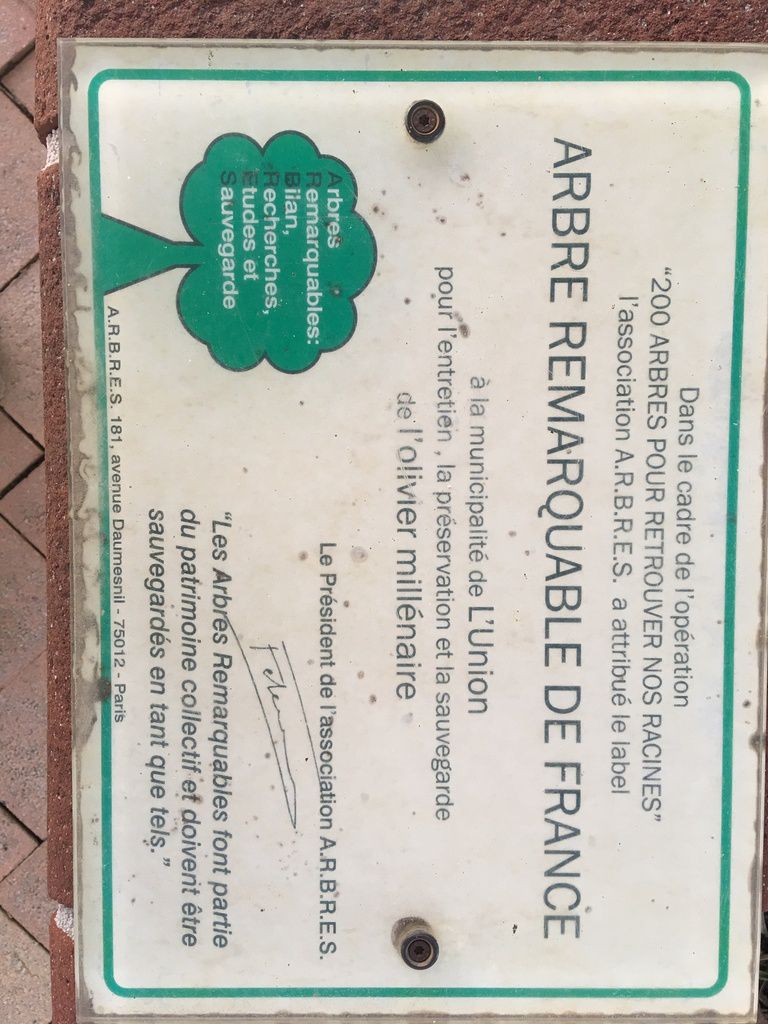 Dans le cadre de l'opération
"200 ARBRES POUR RETROUVER NOS RACINES"
l'association A.R.B.R.E.S. a attribué le label
ARBRE REMARQUABLE DE FRANCE
à la municipalité de L'Union
pour l'entretien , la préservation et la sauvegarde
de l'olivier millénaire
Arbres
Remarquables:
Bilan,
Recherches,
Etudes et
Sauvegarde
Le Président de l'association A.R.B.R.E.S.
"Les Arbres Remarquables font partie
du patrimoine collectif et doivent être
sauvegardés en tant que tels."
A.R.B.R.E.S. 181, avenue Daumesnil - 75012 - Paris